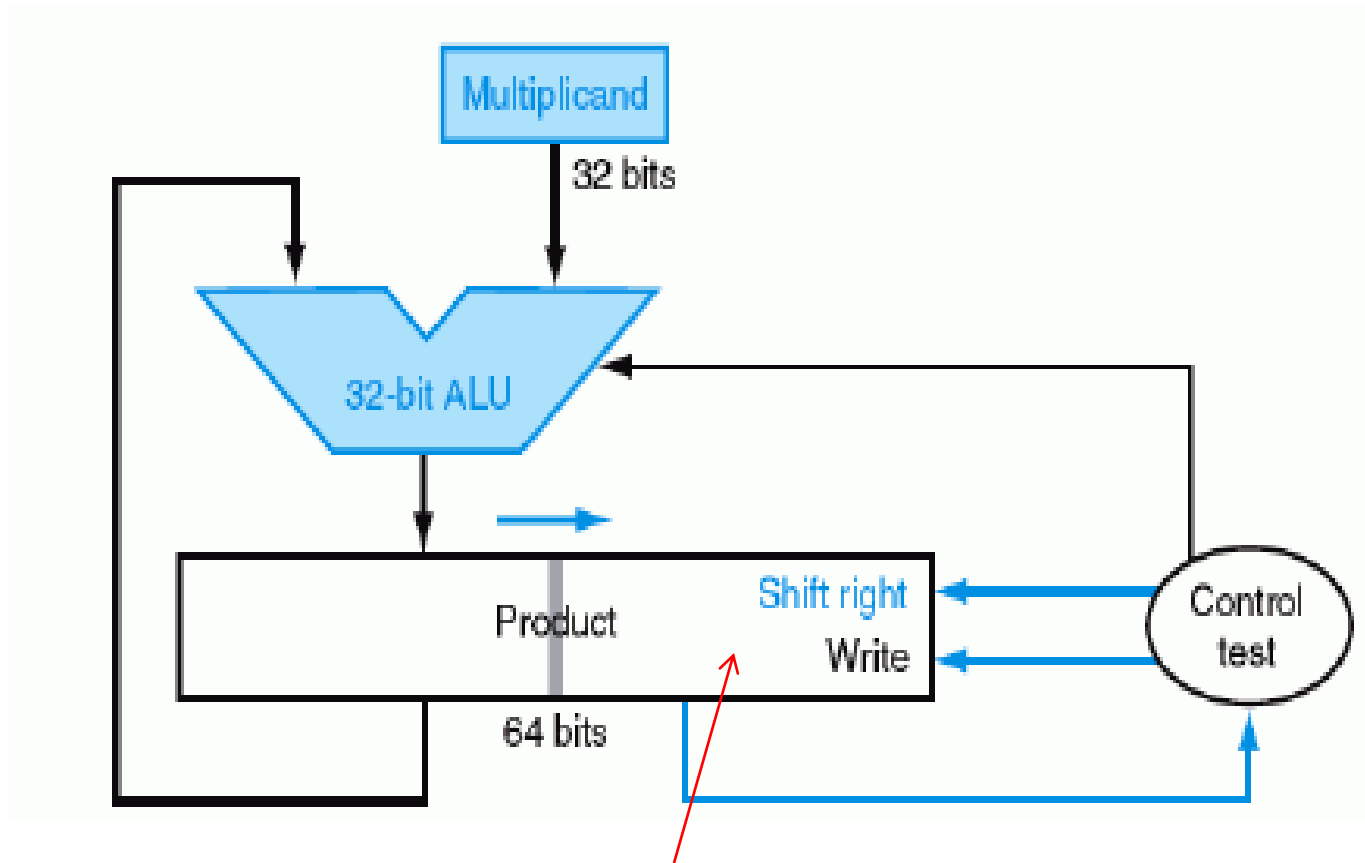 Multiplicand
32 bits
32-bit ALU
Product
Shift right
Write
64 bits
Control
test